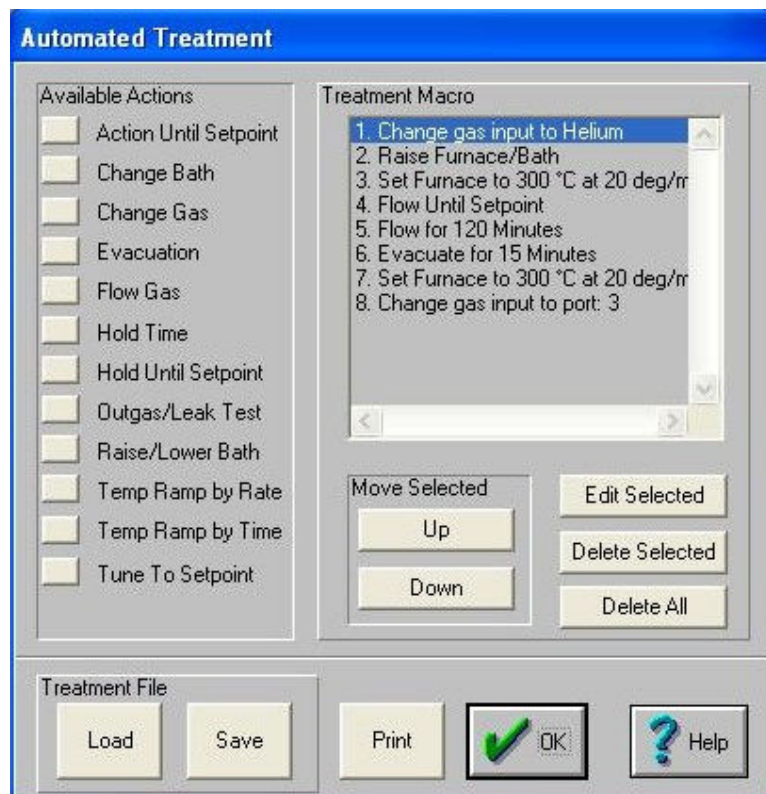 Automated Treatment
Available Actions
Action Until Setpoint
Change Bath
Change Gas
Evacuation
Flow Gas
Hold Time
Hold Until Setpoint
Outgas/Leak Test
Raise/Lower Bath
Temp Ramp by Rate
Temp Ramp by Time
Tune To Setpoint
Treatment Macro
1. Change gas input to Helium
2. Raise Furnace/Bath
3. Set Furnace to 300 °C at 20 deg/m
4. Flow Until Setpoint
5. Flow for 120 Minutes
6. Evacuate for 15 Minutes
7. Set Furnace to 300 °C at 20 deg/m
8. Change gas input to port: 3
Move Selected
Up
Down
Edit Selected
Delete Selected
Delete All
Treatment File
Load
Save
Print
OK
Help